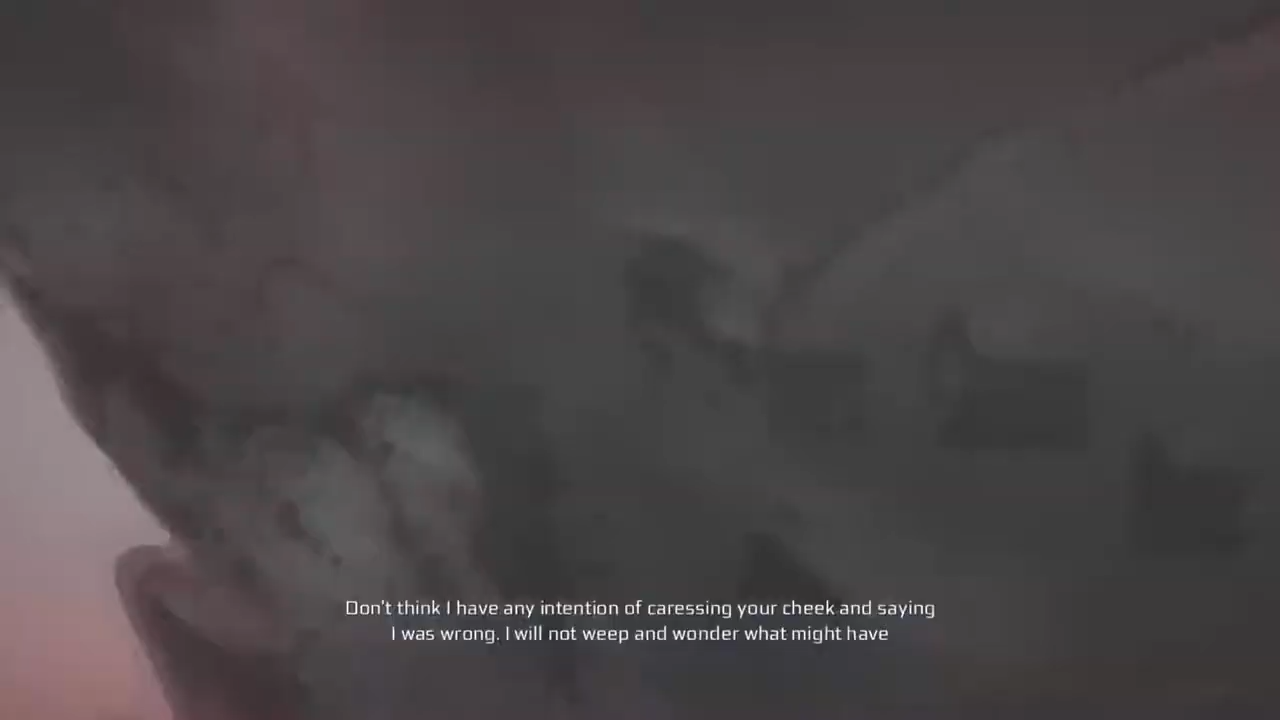 Don't think I have any intention of caressing your cheek and saying
I was wrong. I will not weep and wonder what might have